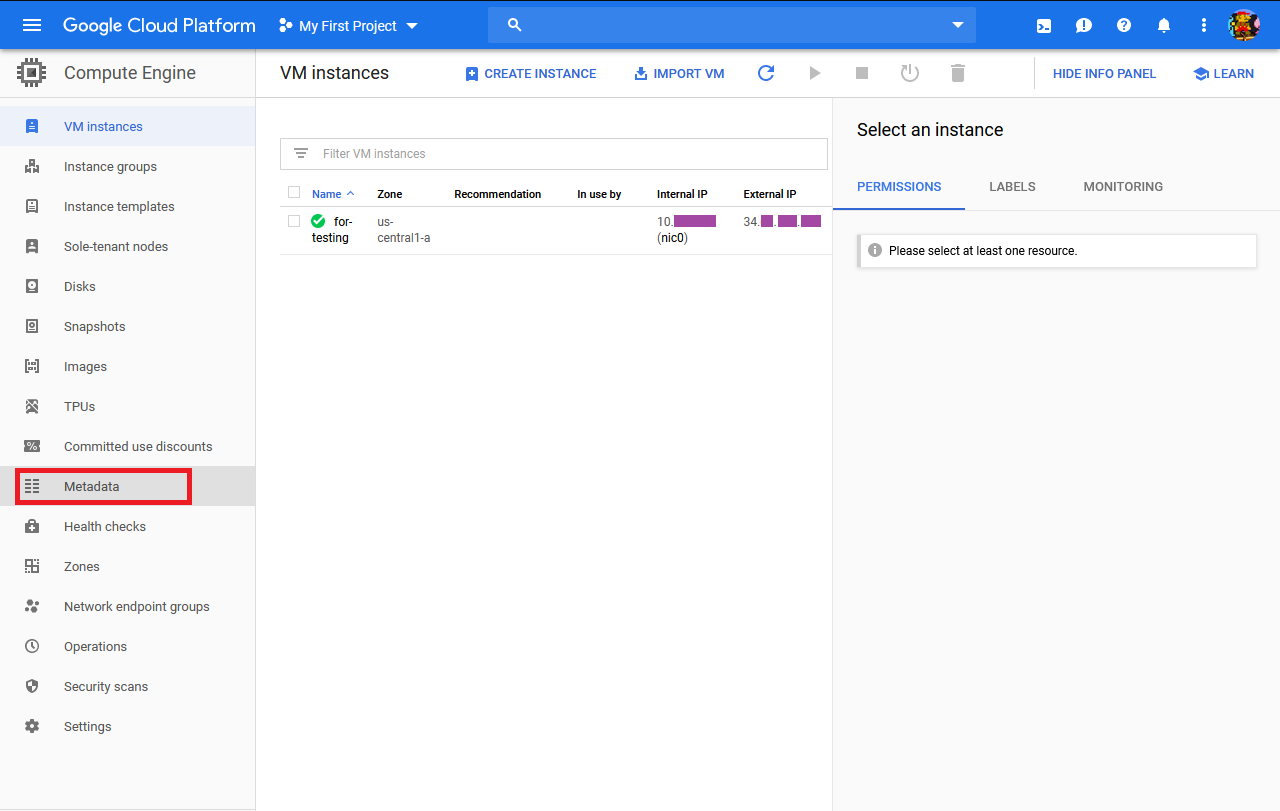 Google Cloud Platform My First Project
Compute Engine
VM instances CREATE INSTANCE IMPORT VM HIDE INFO PANEL LEARN
VM instances
Instance groups
Instance templates
Sole-tenant nodes
Disks
Snapshots
Images
TPUs
Committed use discounts
Metadata
Health checks
Zones
Network endpoint groups
Operations
Security scans
Settings
Filter VM instances
Name Zone Recommendation In use by Internal IP External IP
for- us- 10. 34. . .
testing central1-a (nic0)
Select an instance
PERMISSIONS LABELS MONITORING
Please select at least one resource.